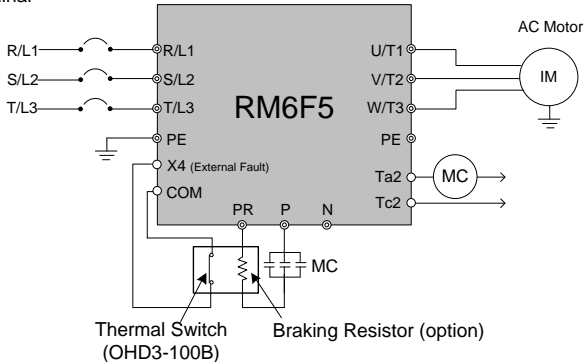 AC Motor
R/L1 R/L1 U/T1
S/L2 S/L2 V/T2 IM
T/L3 T/L3 RM6F5 W/T3
PE PE
X4 (External Fault) Ta2 MC
COM Tc2
PR P N
MC
Thermal Switch Braking Resistor (option)
(OHD3-100B)